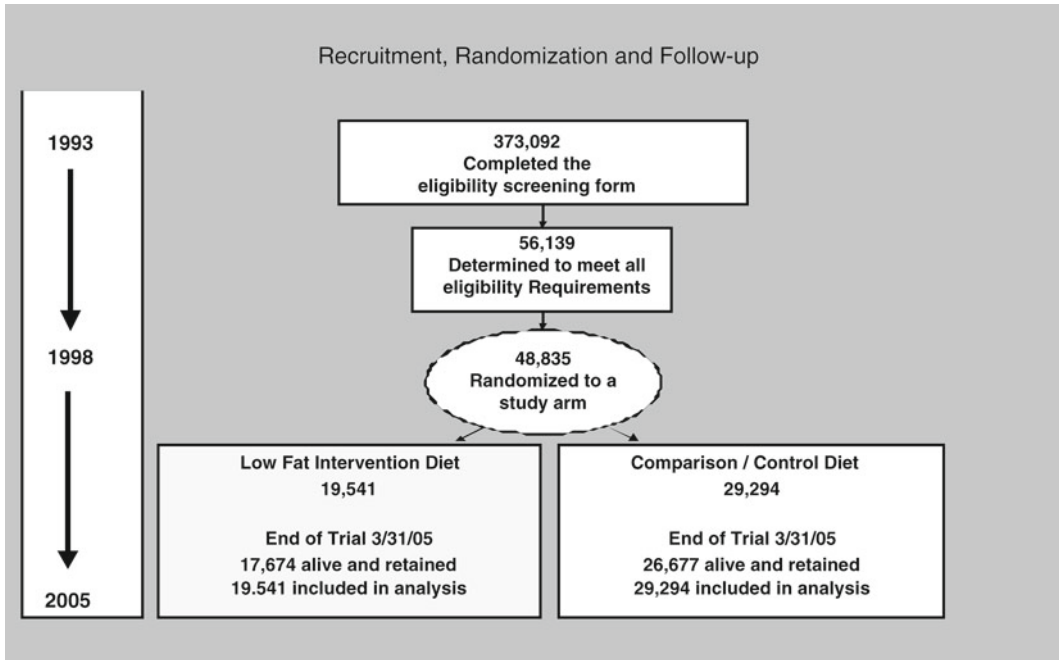 Recruitment, Randomization and Follow-up
1993
1998
2005
373,092
Completed the
eligibility screening form
56,139
Determined to meet all
eligibility Requirements
48,835
Randomized to a
study arm
Low Fat Intervention Diet
19,541
End of Trial 3/31/05
17,674 alive and retained
19.541 included in analysis
Comparison / Control Diet
29,294
End of Trial 3/31/05
26,677 alive and retained
29,294 included in analysis